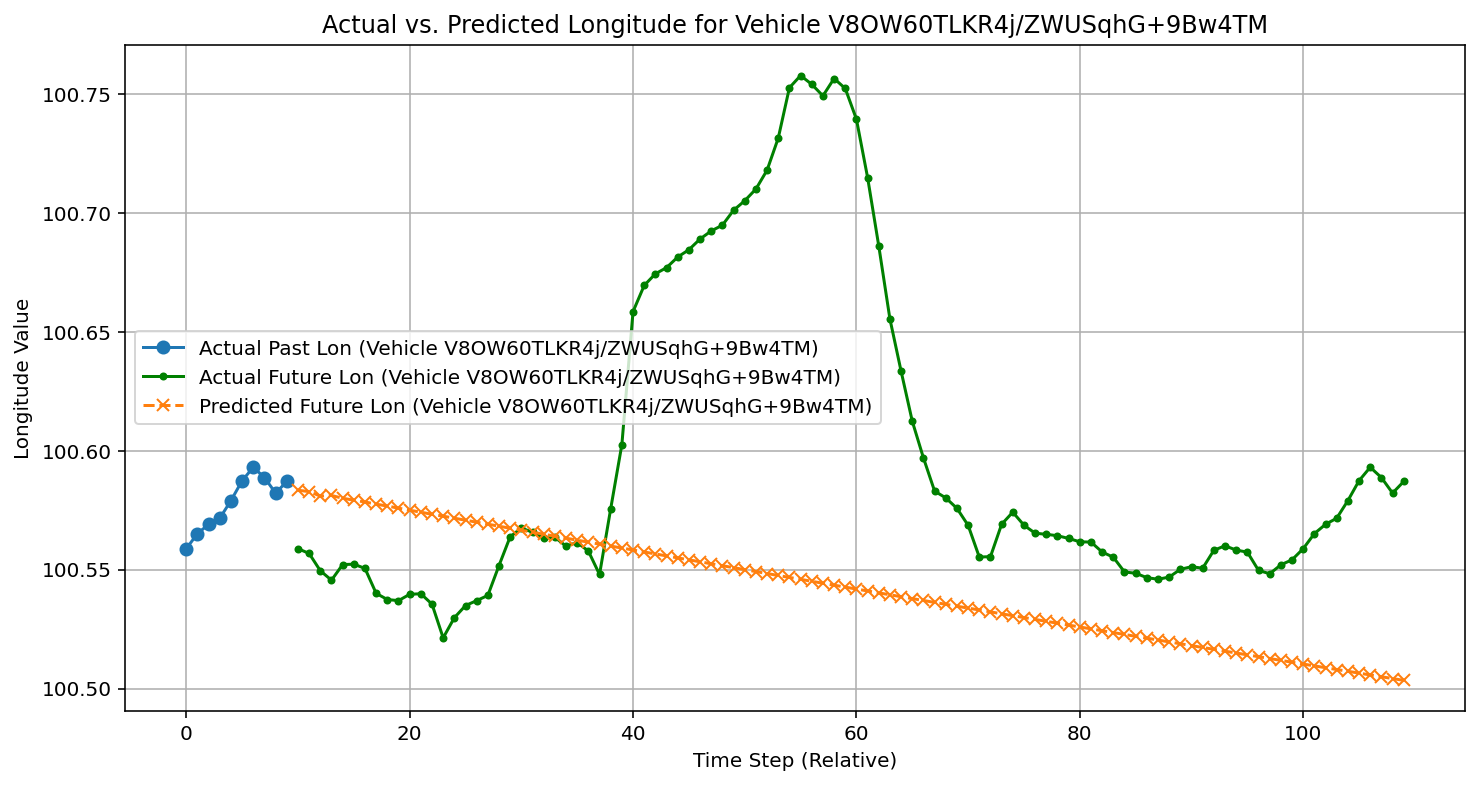 Actual vs. Predicted Longitude for Vehicle V8OW60TLKR4j/ZWUSqhG+9Bw4TM
Longitude Value
100.75
100.70
100.65
100.60
100.55
100.50
Actual Past Lon (Vehicle V8OW60TLKR4j/ZWUSqhG+9Bw4TM)
Actual Future Lon (Vehicle V8OW60TLKR4j/ZWUSqhG+9Bw4TM)
Predicted Future Lon (Vehicle V8OW60TLKR4j/ZWUSqhG+9Bw4TM)
0 20 40 60 80 100
Time Step (Relative)